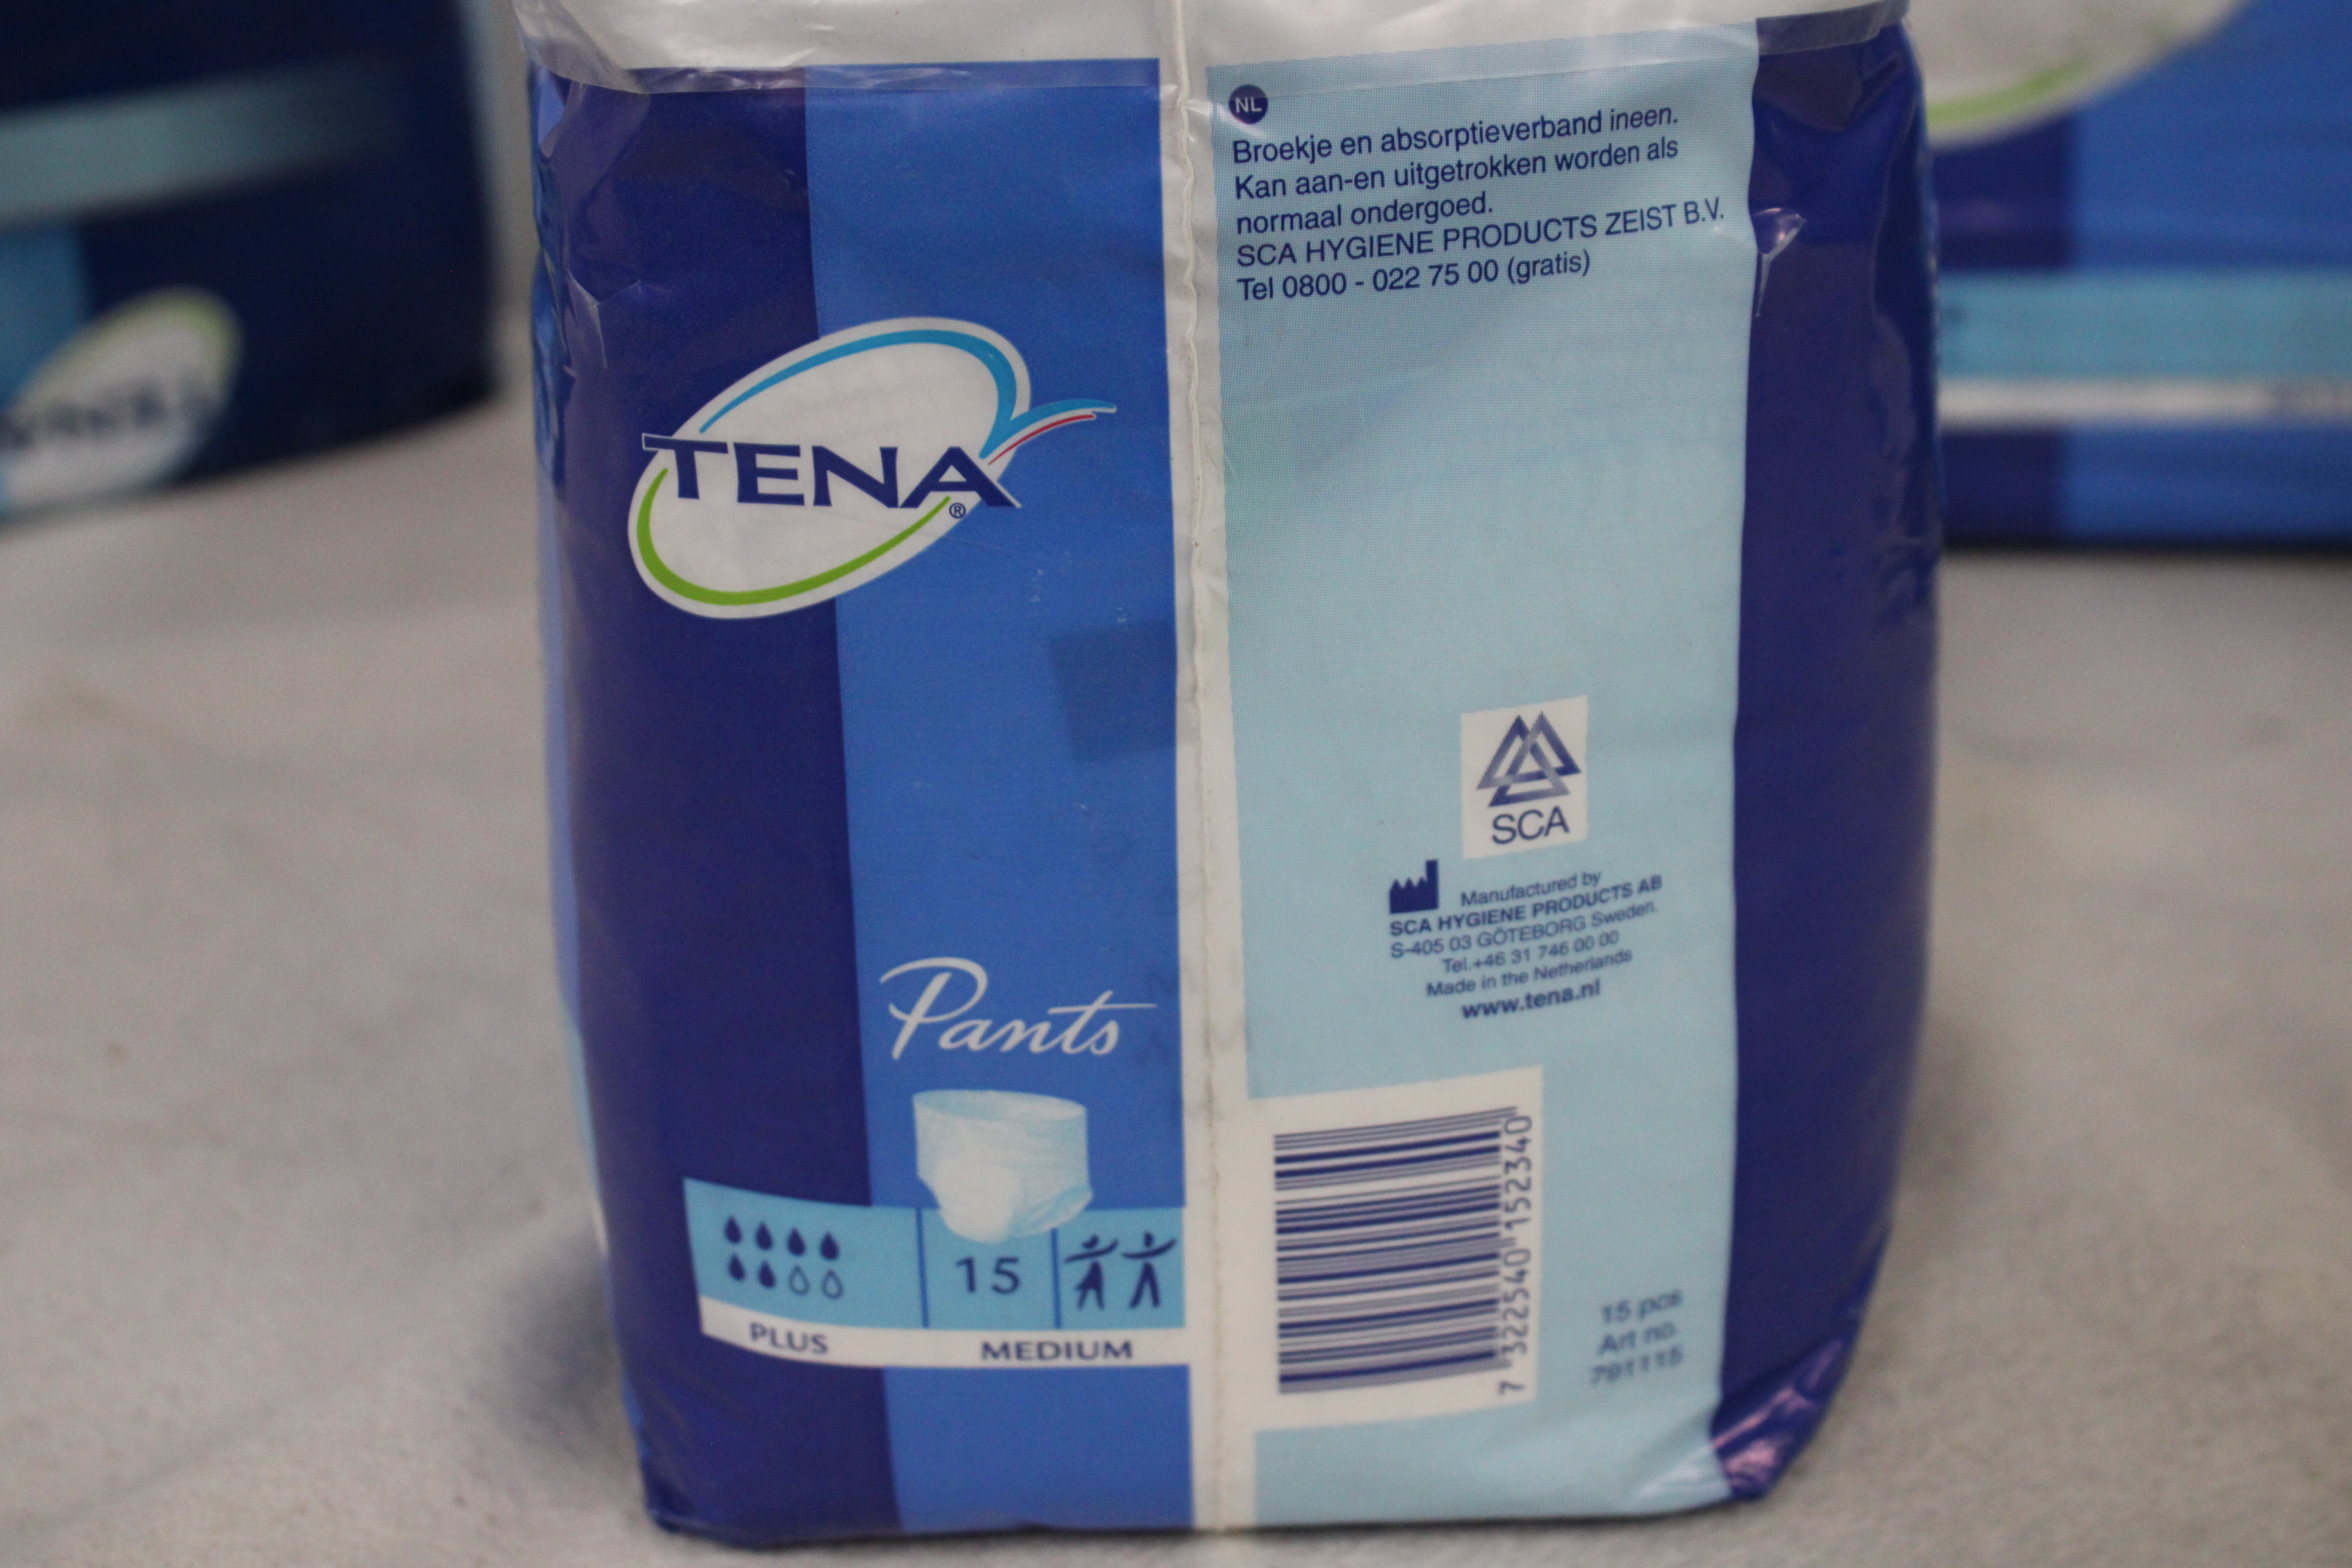 TENA
®
Pants
15
PLUS
MEDIUM
NL
Broekje en absorptieverband ineen.
Kan aan-en uitgetrokken worden als
normaal ondergoed.
SCA HYGIENE PRODUCTS ZEIST B.V.
Tel 0800 - 022 75 00 (gratis)
SCA
Manufactured by
SCA HYGIENE PRODUCTS AB
S-405 03 GÖTEBORG Sweden.
Tel.+46 31 746 00 00
Made in the Netherlands
www.tena.nl
7 322540 152340
15 pcs
Art no.
791115